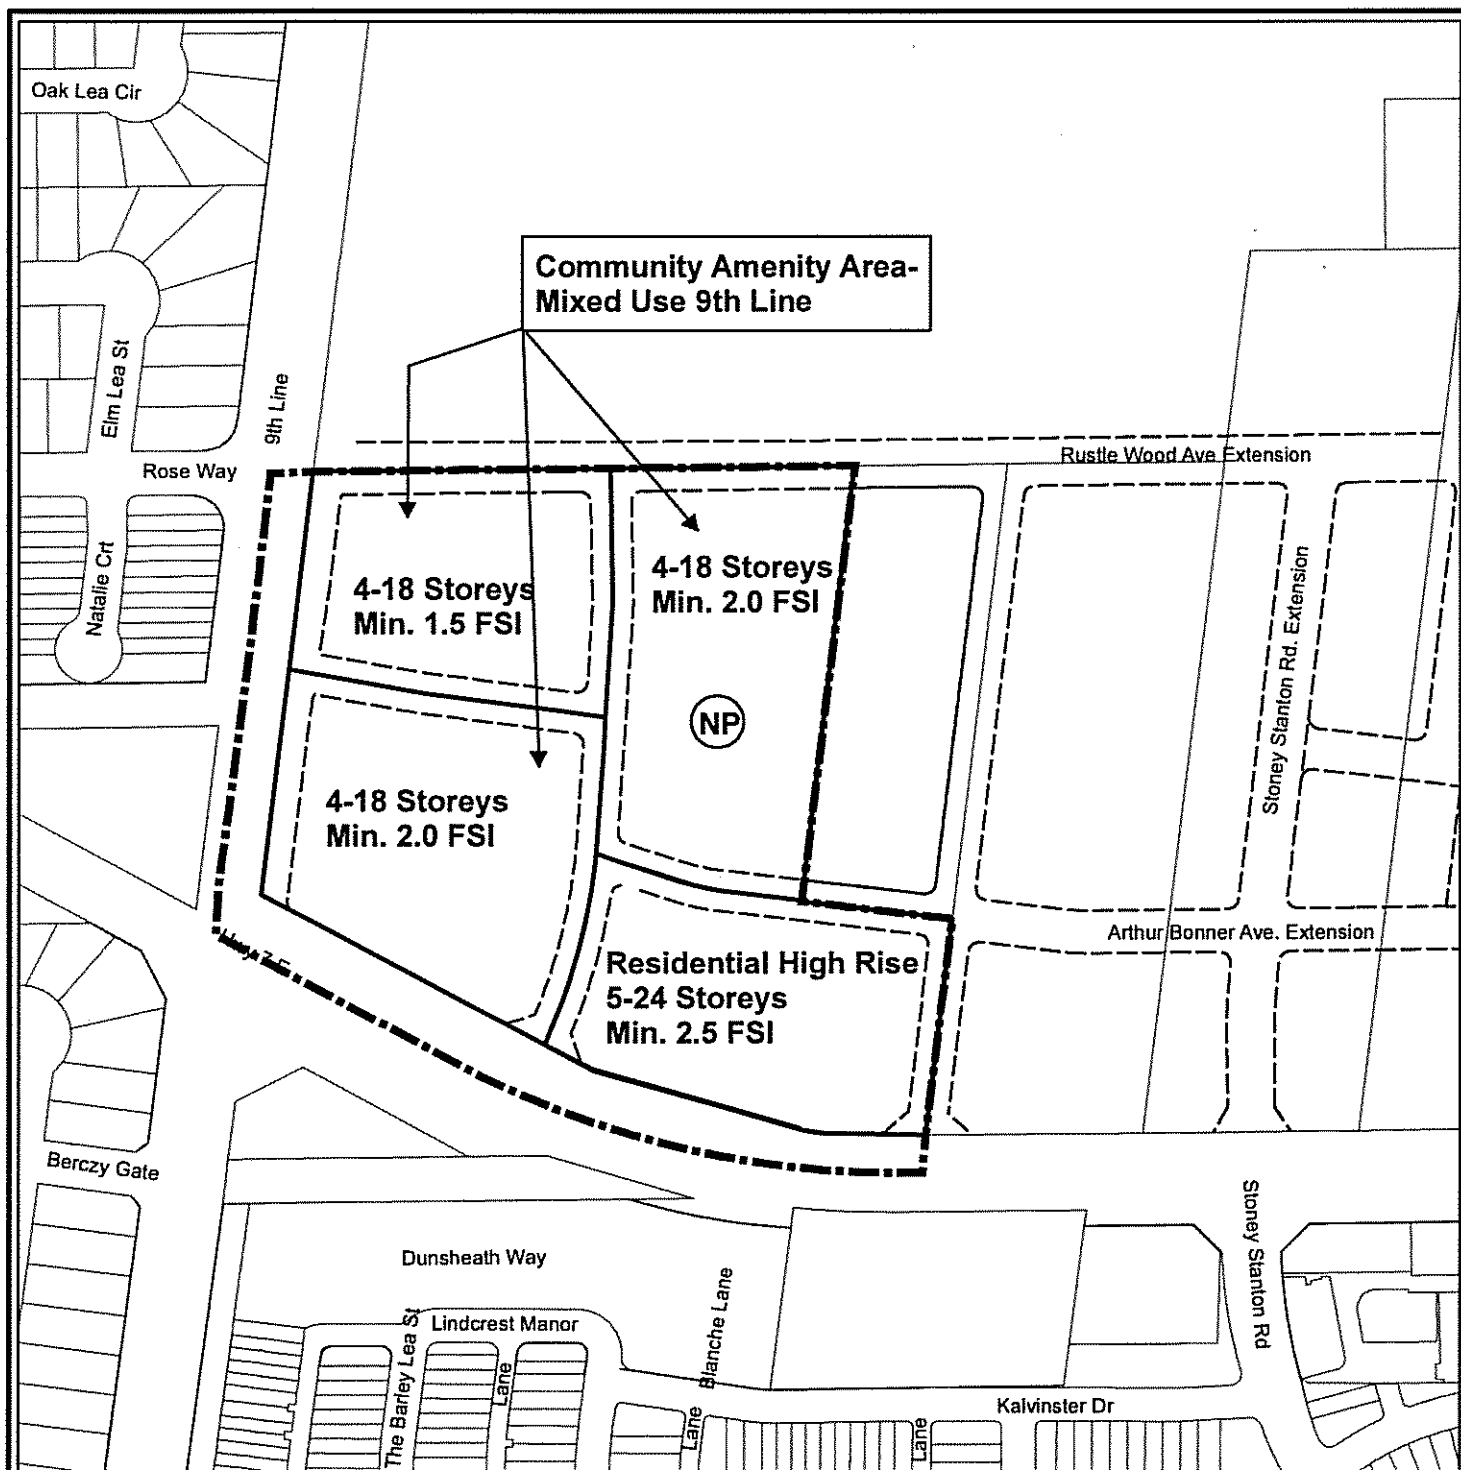 Oak Lea Cir
Community Amenity Area-
Mixed Use 9th Line
Elm Lea St
9th Line
Rose Way
Rustle Wood Ave Extension
Natalie Crt
4-18 Storeys
Min. 1.5 FSI
4-18 Storeys
Min. 2.0 FSI
Stoney Stanton Rd. Extension
NP
4-18 Storeys
Min. 2.0 FSI
Arthur Bonner Ave. Extension
Residential High Rise
5-24 Storeys
Min. 2.5 FSI
Berczy Gate
Stoney Stanton Rd
Dunsheath Way
Blanche Lane
Lindcrest Manor
The Barley Lea St
Lane
Kalvinster Dr
Lane
Lane